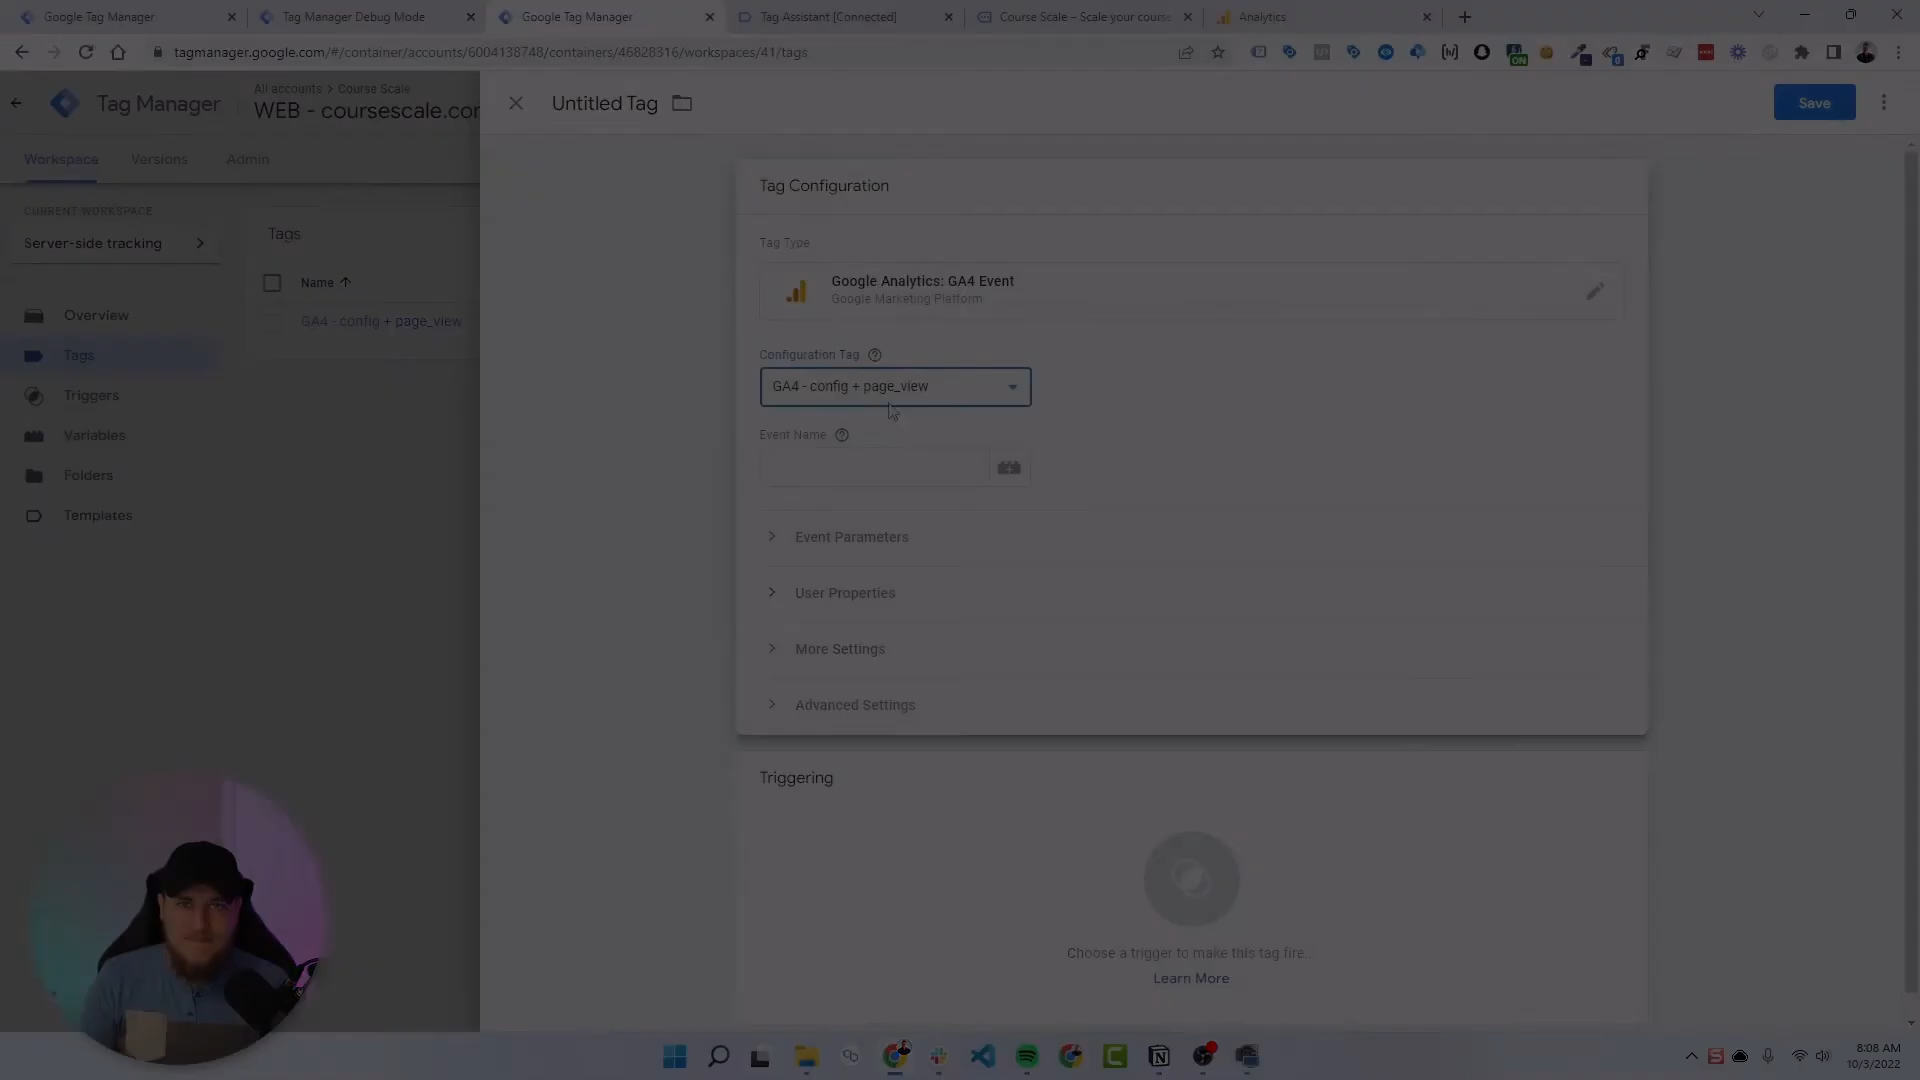 Google Tag Manager
Tag Manager Debug Mode
Google Tag Manager
Tag Assistant [Connected]
Course Scale – Scale your course
Analytics
tagmanager.google.com/#/container/accounts/6004138748/containers/46828316/workspaces/41/tags
ON
0
Tag Manager
All accounts > Course Scale
WEB - coursescale.com
Untitled Tag
Save
Workspace
Versions
Admin
Tag Configuration
CURRENT WORKSPACE
Server-side tracking
Tags
Tag Type
Google Analytics: GA4 Event
Google Marketing Platform
Name
Overview
GA4 - config + page_view
Tags
Configuration Tag
GA4 - config + page_view
Triggers
Variables
Event Name
Folders
Templates
Event Parameters
User Properties
More Settings
Advanced Settings
Triggering
Choose a trigger to make this tag fire...
Learn More
8:08 AM
10/3/2022